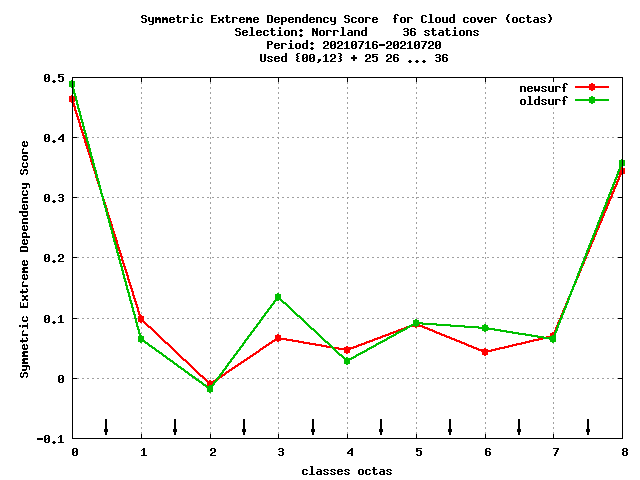 Symmetric Extreme Dependency Score  for Cloud cover (octas)
Selection: Norrland     36 stations
Period: 20210716-20210720
Used {00,12} + 25 26 ... 36
newsurf
oldsurf
Symmetric Extreme Dependency Score
0.5
0.4
0.3
0.2
0.1
0
-0.1
0 1 2 3 4 5 6 7 8
classes octas